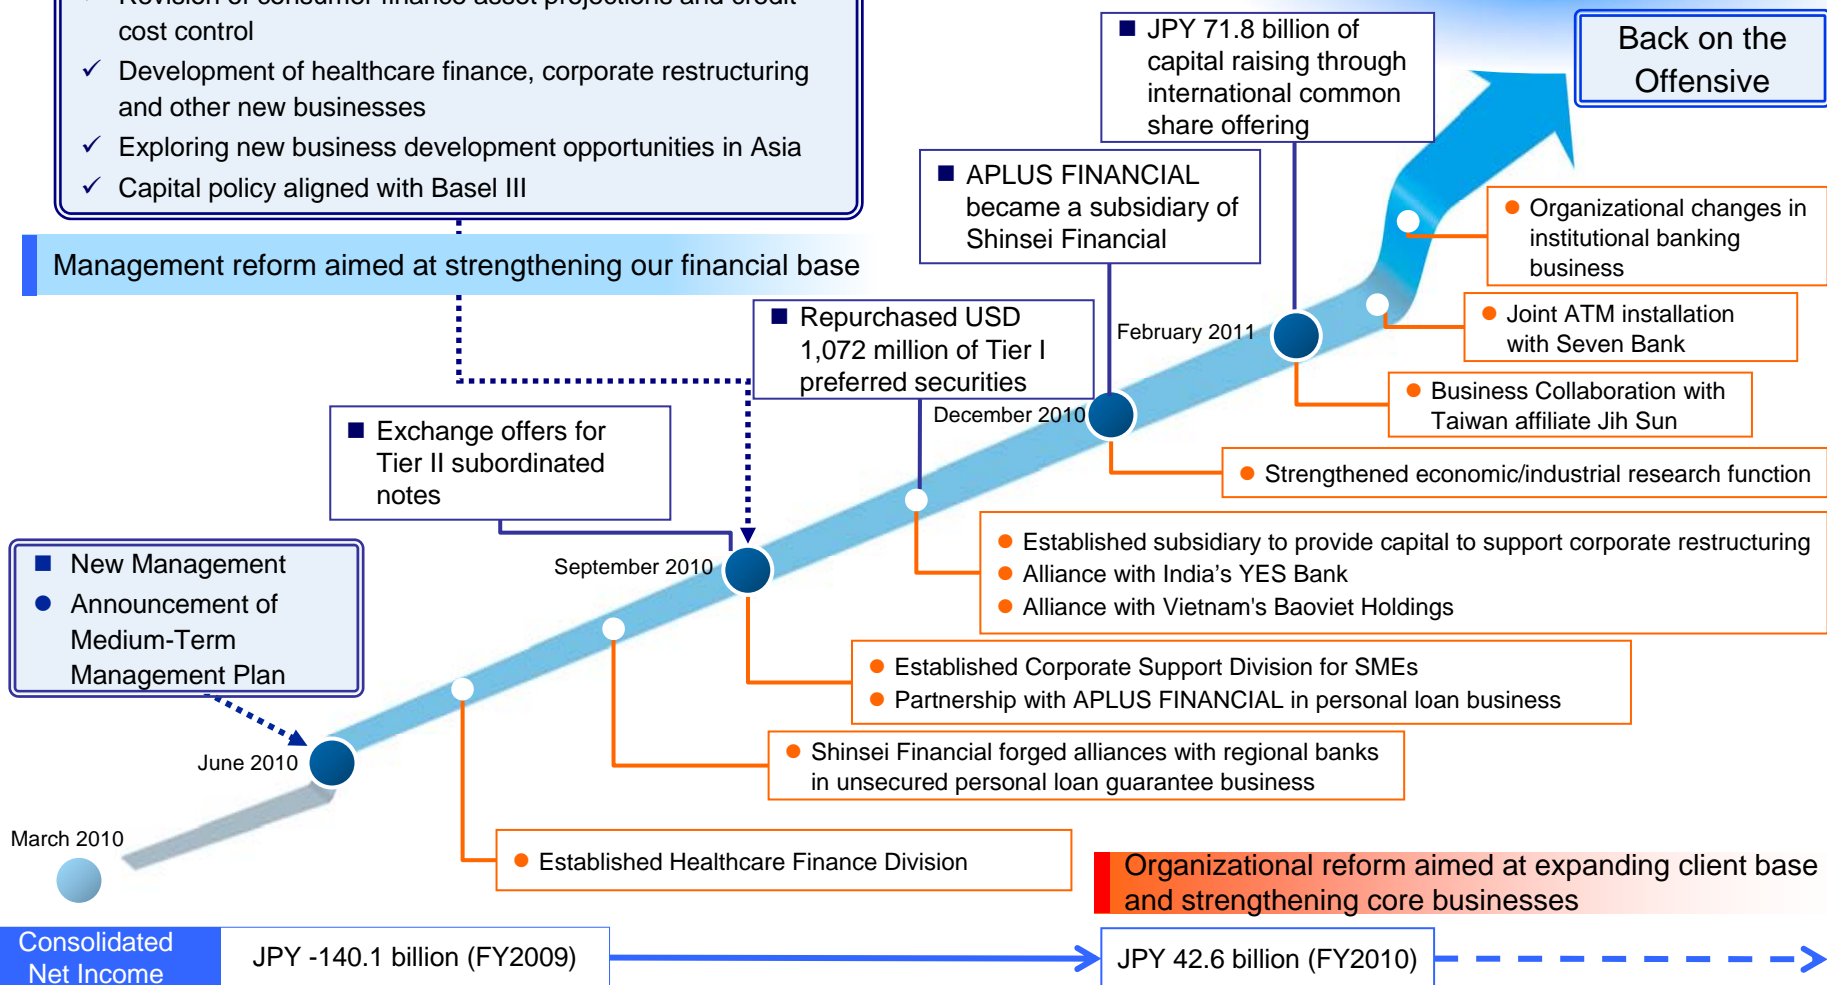 Revision of consumer finance asset projections and credit
cost control
✓ Development of healthcare finance, corporate restructuring
and other new businesses
✓ Exploring new business development opportunities in Asia
✓ Capital policy aligned with Basel III
Management reform aimed at strengthening our financial base
■ JPY 71.8 billion of
capital raising through
international common
share offering
Back on the
Offensive
■ APLUS FINANCIAL
became a subsidiary of
Shinsei Financial
● Organizational changes in
institutional banking
business
■ Repurchased USD
1,072 million of Tier I
preferred securities
February 2011
● Joint ATM installation
with Seven Bank
● Business Collaboration with
Taiwan affiliate Jih Sun
December 2010
■ Exchange offers for
Tier II subordinated
notes
● Strengthened economic/industrial research function
● Established subsidiary to provide capital to support corporate restructuring
● Alliance with India's YES Bank
● Alliance with Vietnam's Baoviet Holdings
September 2010
■ New Management
● Announcement of
Medium-Term
Management Plan
● Established Corporate Support Division for SMEs
● Partnership with APLUS FINANCIAL in personal loan business
June 2010
● Shinsei Financial forged alliances with regional banks
in unsecured personal loan guarantee business
March 2010
● Established Healthcare Finance Division
Organizational reform aimed at expanding client base
and strengthening core businesses
Consolidated
Net Income
JPY -140.1 billion (FY2009)
JPY 42.6 billion (FY2010)